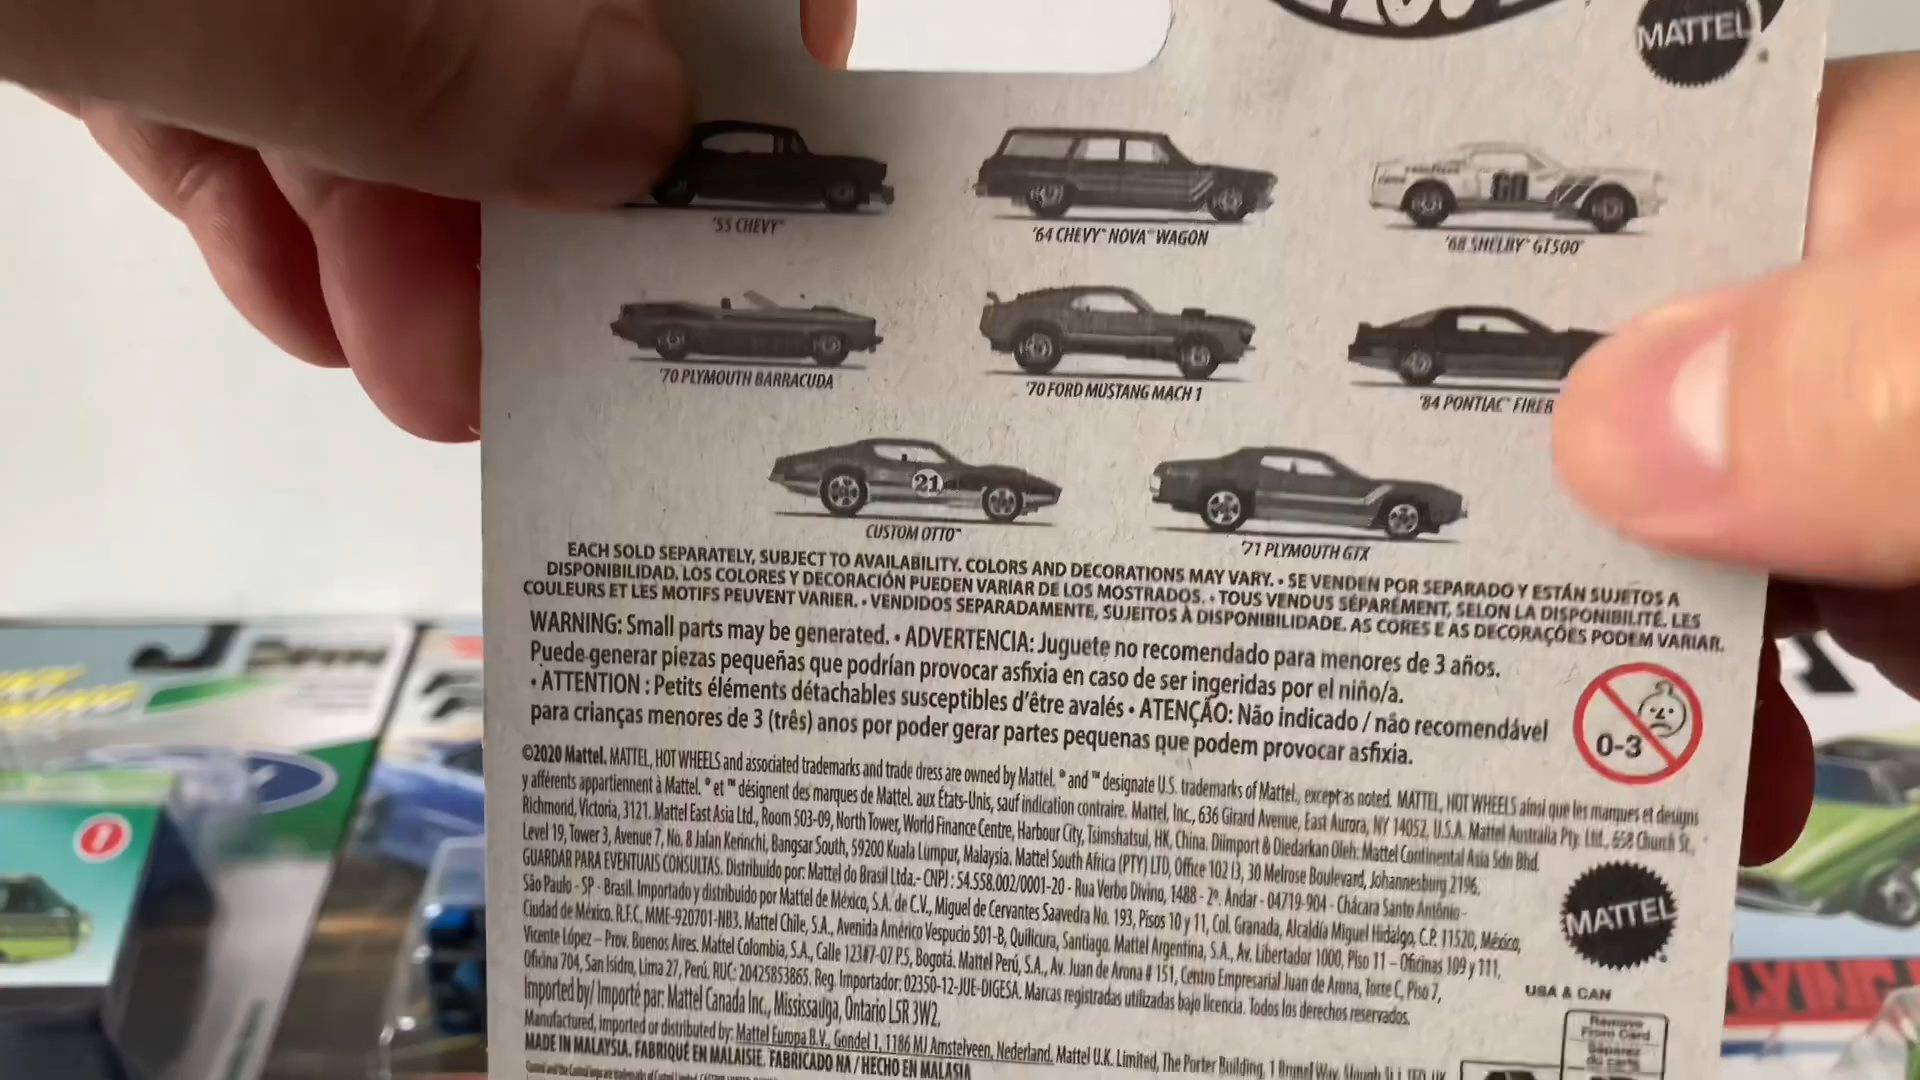 MATTEL
'55 CHEVY™
'64 CHEVY™ NOVA™ WAGON
'68 SHELBY™ GT500™
'70 PLYMOUTH BARRACUDA
'70 FORD MUSTANG MACH 1
'84 PONTIAC™ FIREB
21
CUSTOM OTTO™
'71 PLYMOUTH GTX
EACH SOLD SEPARATELY, SUBJECT TO AVAILABILITY. COLORS AND DECORATIONS MAY VARY. • SE VENDEN POR SEPARADO Y ESTÁN SUJETOS A
DISPONIBILIDAD. LOS COLORES Y DECORACIÓN PUEDEN VARIAR DE LOS MOSTRADOS. • TOUS VENDUS SÉPARÉMENT, SELON LA DISPONIBILITÉ. LES
COULEURS ET LES MOTIFS PEUVENT VARIER. • VENDIDOS SEPARADAMENTE, SUJEITOS À DISPONIBILIDADE. AS CORES E AS DECORAÇÕES PODEM VARIAR.
WARNING: Small parts may be generated. • ADVERTENCIA: Juguete no recomendado para menores de 3 años.
Puede generar piezas pequeñas que podrían provocar asfixia en caso de ser ingeridas por el niño/a.
• ATTENTION : Petits éléments détachables susceptibles d'être avalés • ATENÇÃO: Não indicado / não recomendável
para crianças menores de 3 (três) anos por poder gerar partes pequenas que podem provocar asfixia.
0-3
©2020 Mattel. MATTEL, HOT WHEELS and associated trademarks and trade dress are owned by Mattel. ® and ™ designate U.S. trademarks of Mattel, except as noted. MATTEL, HOT WHEELS ainsi que les marques et designs
y afférents appartiennent à Mattel. ® et ™ désignent des marques de Mattel. aux États-Unis, sauf indication contraire. Mattel, Inc., 636 Girard Avenue, East Aurora, NY 14052, U.S.A. Mattel Australia Pty. Ltd., 658 Church St.,
Richmond, Victoria, 3121. Mattel East Asia Ltd., Room 503-09, North Tower, World Finance Centre, Harbour City, Tsimshatsui, HK, China. Diimport & Diedarkan Oleh: Mattel Continental Asia Sdn Bhd.
Level 19, Tower 3, Avenue 7, No. 8 Jalan Kerinchi, Bangsar South, 59200 Kuala Lumpur, Malaysia. Mattel South Africa (PTY) LTD, Office 102 I3, 30 Melrose Boulevard, Johannesburg 2196.
GUARDAR PARA EVENTUAIS CONSULTAS. Distribuido por: Mattel do Brasil Ltda.- CNPJ : 54.558.002/0001-20 - Rua Verbo Divino, 1488 - 2º. Andar - 04719-904 - Chácara Santo Antônio -
São Paulo - SP - Brasil. Importado y distribuido por Mattel de México, S.A. de C.V., Miguel de Cervantes Saavedra No. 193, Pisos 10 y 11, Col. Granada, Alcaldía Miguel Hidalgo, C.P. 11520, México,
Ciudad de México. R.F.C. MME-920701-NB3. Mattel Chile, S.A., Avenida Américo Vespucio 501-B, Quilicura, Santiago. Mattel Argentina, S.A., Av. Libertador 1000, Piso 11 – Oficinas 109 y 111,
Vicente López – Prov. Buenos Aires. Mattel Colombia, S.A., Calle 123#7-07 P.5, Bogotá. Mattel Perú, S.A., Av. Juan de Arona # 151, Centro Empresarial Juan de Arona, Torre C, Piso 7,
Oficina 704, San Isidro, Lima 27, Perú. RUC: 20425853865. Reg. Importador: 02350-12-JUE-DIGESA. Marcas registradas utilizadas bajo licencia. Todos los derechos reservados.
Imported by/ Importé par: Mattel Canada Inc., Mississauga, Ontario L5R 3W2.
Manufactured, imported or distributed by: Mattel Europa B.V., Gondel 1, 1186 MJ Amstelveen, Nederland. Mattel U.K. Limited, The Porter Building, 1 Brunel Way, Slough
MADE IN MALAYSIA. FABRIQUÉ EN MALAISIE. FABRICADO NA / HECHO EN MALASIA
MATTEL
USA & CAN
Remove
From Card